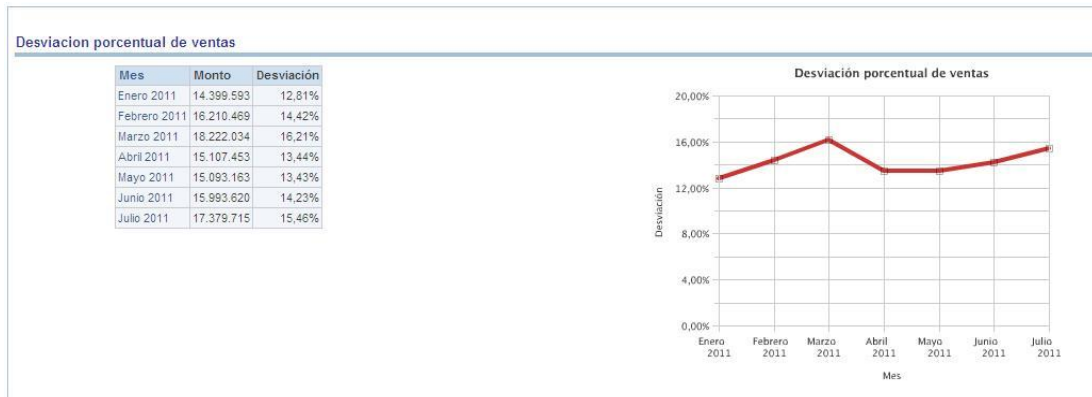 Desviacion porcentual de ventas
Mes Monto Desviación
Enero 2011 14.399.593 12,81%
Febrero 2011 16.210.469 14,42%
Marzo 2011 18.222.034 16,21%
Abril 2011 15.107.453 13,44%
Mayo 2011 15.093.163 13,43%
Junio 2011 15.993.620 14,23%
Julio 2011 17.379.715 15,46%
Desviación porcentual de ventas
20,00%
16,00%
12,00%
8,00%
4,00%
0,00%
Desviación
Enero Febrero Marzo Abril Mayo Junio Julio
2011 2011 2011 2011 2011 2011 2011
Mes